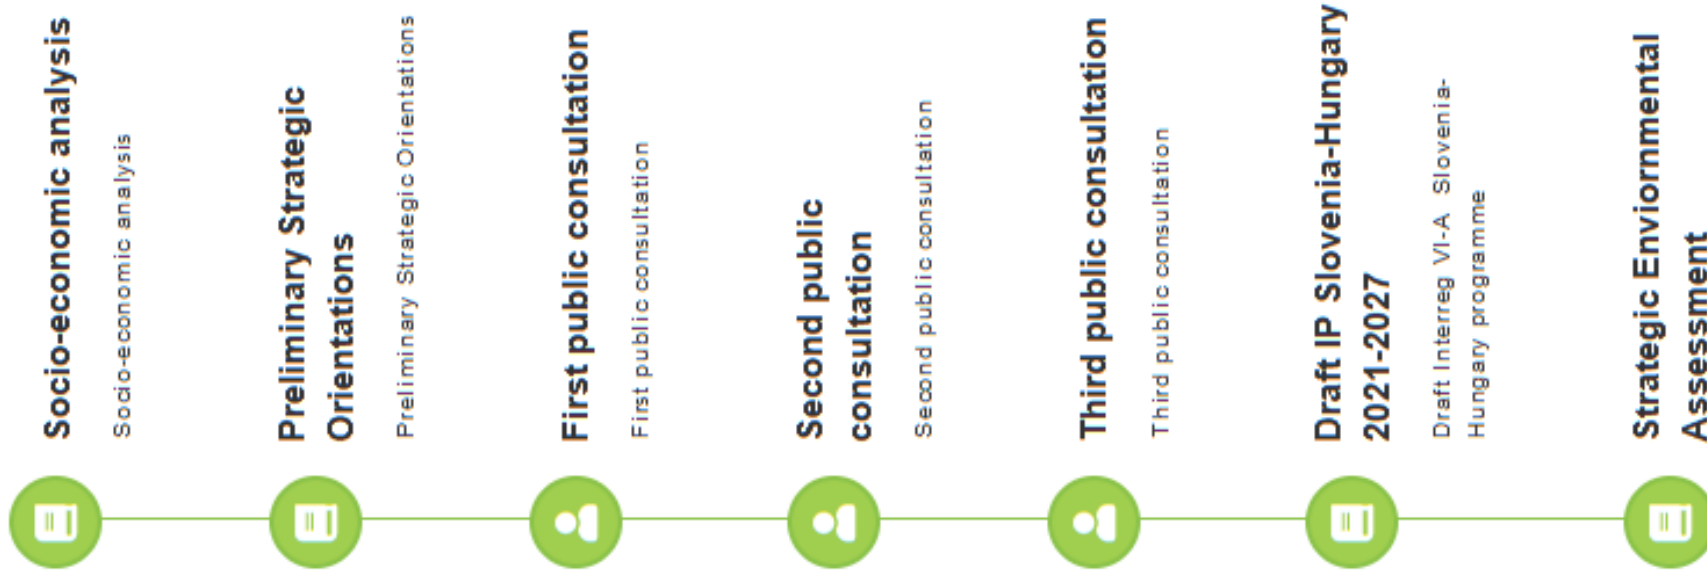 Socio-economic analysis
Socio-economic analysis
Preliminary Strategic
Orientations
Preliminary Strategic Orientations
First public consultation
First public consultation
Second public
consultation
Second public consultation
Third public consultation
Third public consultation
Draft IP Slovenia-Hungary
2021-2027
Draft Interreg VI-A Slovenia-
Hungary programme
Strategic Enviornmental
Assessment